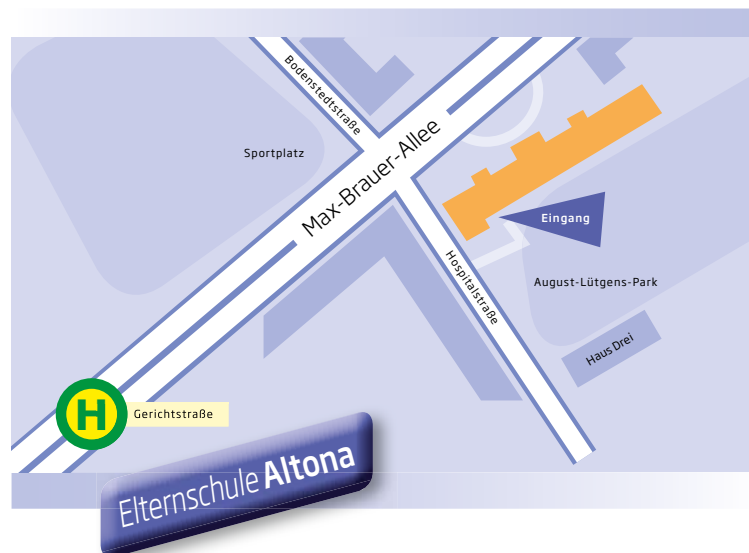 Bodenstedtstraße
Sportplatz
Max-Brauer-Allee
Eingang
Hospitalstraße
August-Lütgens-Park
Haus Drei
H
Gerichtstraße
Elternschule Altona